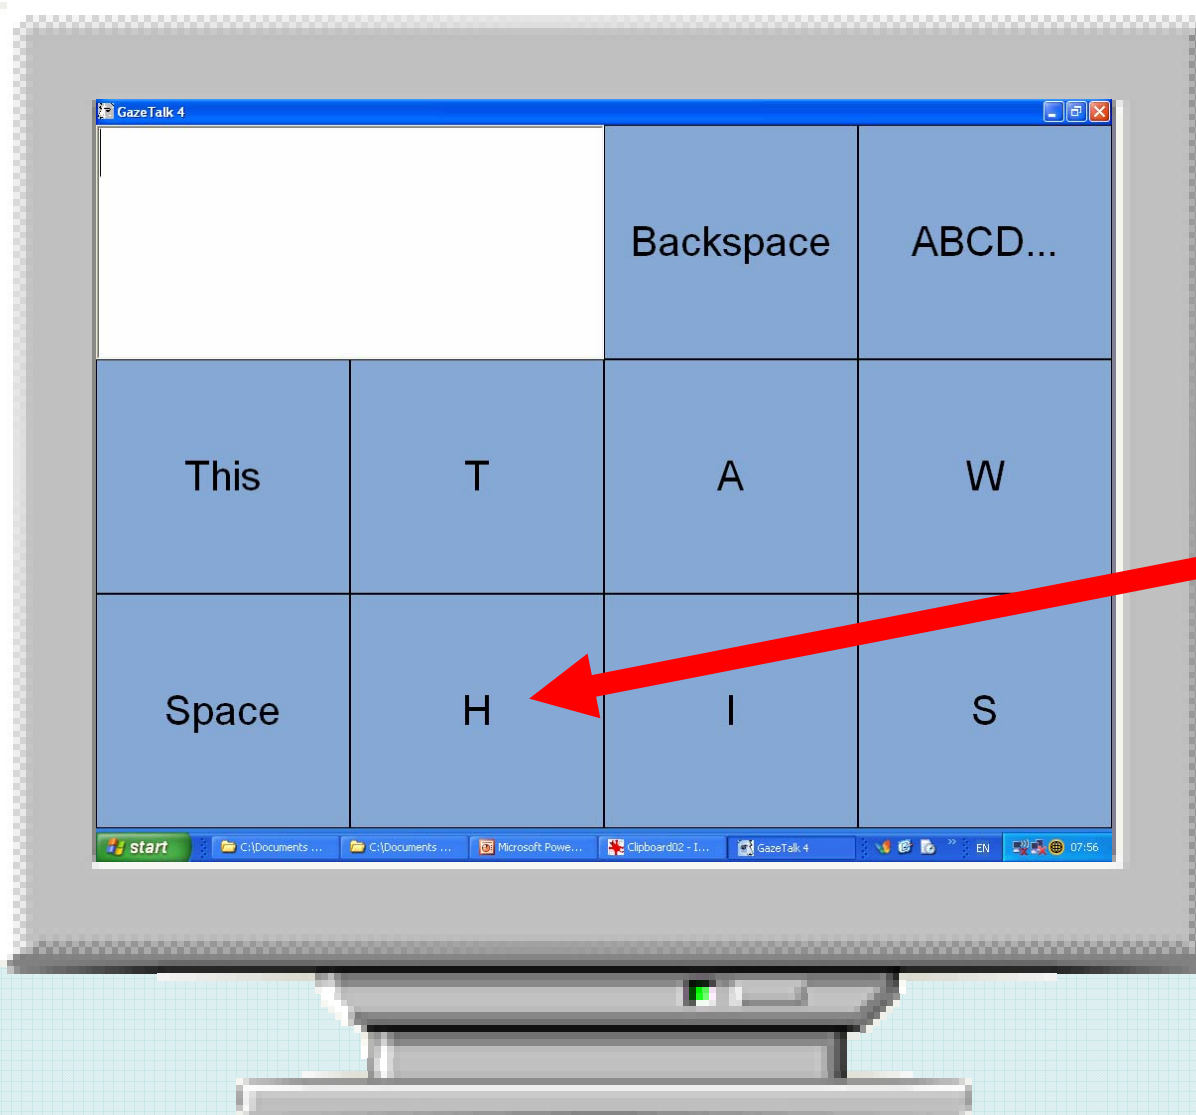 GazeTalk 4
Backspace ABCD...
This T A W
Space H I S
start C:\Documents ... C:\Documents ... Microsoft Powe... Clipboard02 - I... GazeTalk 4 » EN 07:56